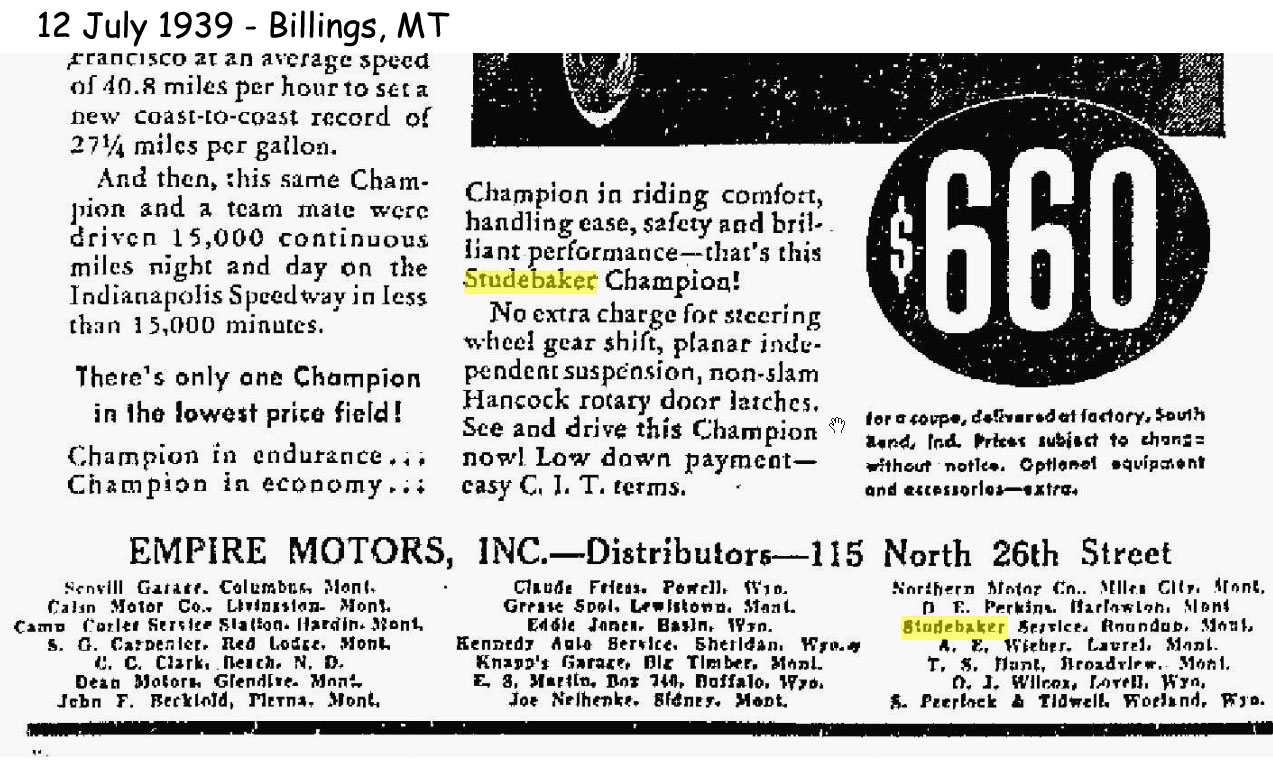 12 July 1939 - Billings, MT
Francisco at an average speed
of 40.8 miles per hour to set a
new coast-to-coast record of
27¼ miles per gallon.
And then, this same Cham-
pion and a team mate were
driven 15,000 continuous
miles night and day on the
Indianapolis Speedway in less
than 15,000 minutes.
There's only one Champion
in the lowest price field!
Champion in endurance...;
Champion in economy...;
Champion in riding comfort,
handling ease, safety and bril-
liant performance—that's this
Studebaker Champion!
No extra charge for steering
wheel gear shift, planar inde-
pendent suspension, non-slam
Hancock rotary door latches.
See and drive this Champion
now! Low down payment—
easy C. I. T. terms.
$660
for a coupe, delivered at factory, South
Bend, Ind. Prices subject to change
without notice. Optional equipment
and accessories—extra.
EMPIRE MOTORS, INC.—Distributors—115 North 26th Street
Garage, Columbus, Mont.
Motor Co., Livingston, Mont.
Camp Custer Service Station, Hardin, Mont.
S. G. Carpenter, Red Lodge, Mont.
C. C. Clark, Beach, N. D.
Dean Motors, Glendive, Mont.
John F. Beckfold, Plevna, Mont.
Claude Friess, Powell, Wyo.
Grease Spot, Lewistown, Mont.
Eddie Jones, Basin, Wyo.
Kennedy Auto Service, Sheridan, Wyo.
Knapp's Garage, Big Timber, Mont.
E. S. Martin, Box 740, Buffalo, Wyo.
Joe Sidney, Mont.
Northern Motor Co., Miles City, Mont.
D. E. Perkins, Harlowton, Mont
Studebaker Service, Roundup, Mont.
A. E. Wieber, Laurel, Mont.
T. S. Hunt, Broadview, Mont.
O. J. Wilcox, Lovell, Wyo.
S. Peerlock & Tidwell, Worland, Wyo.